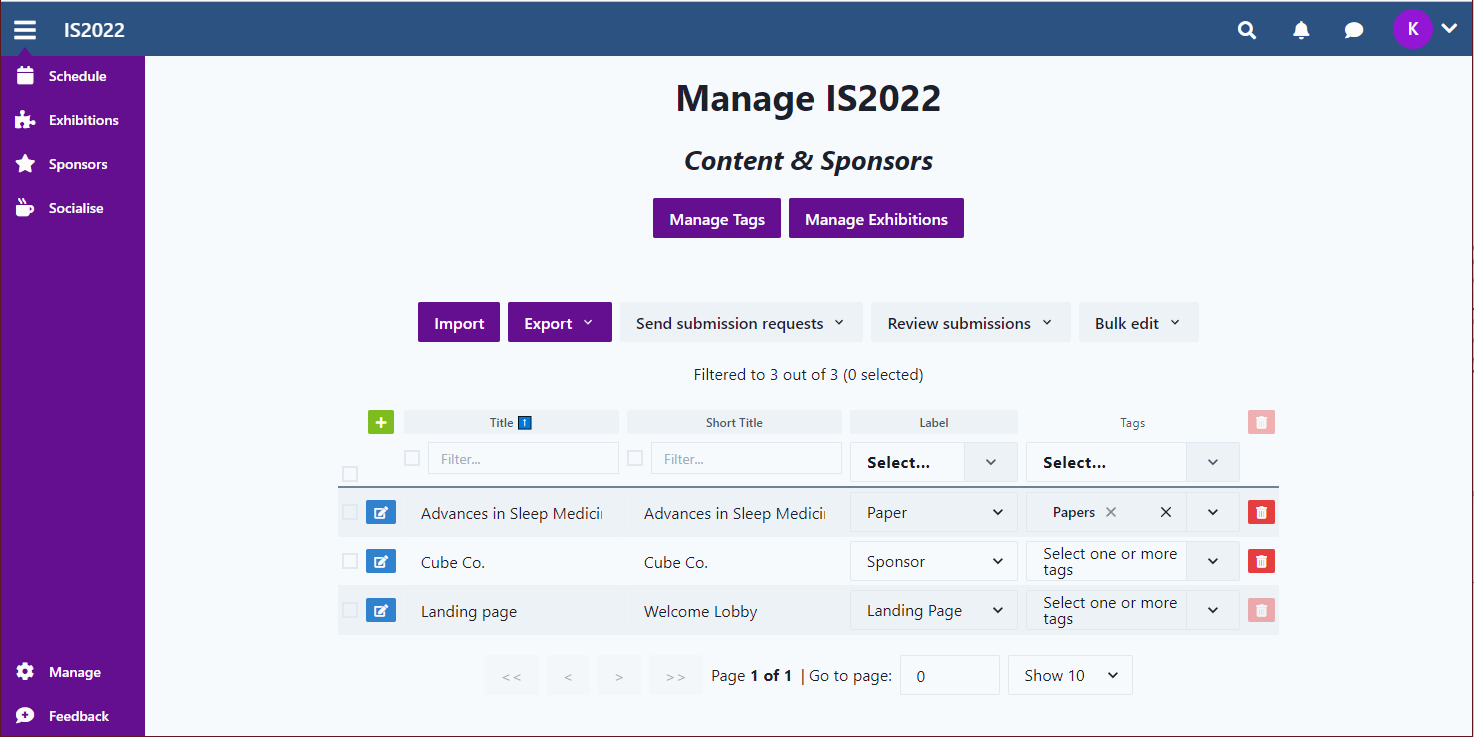 IS2022
K
Schedule
Exhibitions
Sponsors
Socialise
Manage
Feedback
Manage IS2022
Content & Sponsors
Manage Tags Manage Exhibitions
Import Export Send submission requests Review submissions Bulk edit
Filtered to 3 out of 3 (0 selected)
+ Title ↑ Short Title Label Tags
Filter... Filter... Select... Select...
Advances in Sleep Medici Advances in Sleep Medici Paper Papers
Cube Co. Cube Co. Sponsor Select one or more
tags
Landing page Welcome Lobby Landing Page Select one or more
tags
<< < > >> Page 1 of 1 | Go to page: 0 Show 10